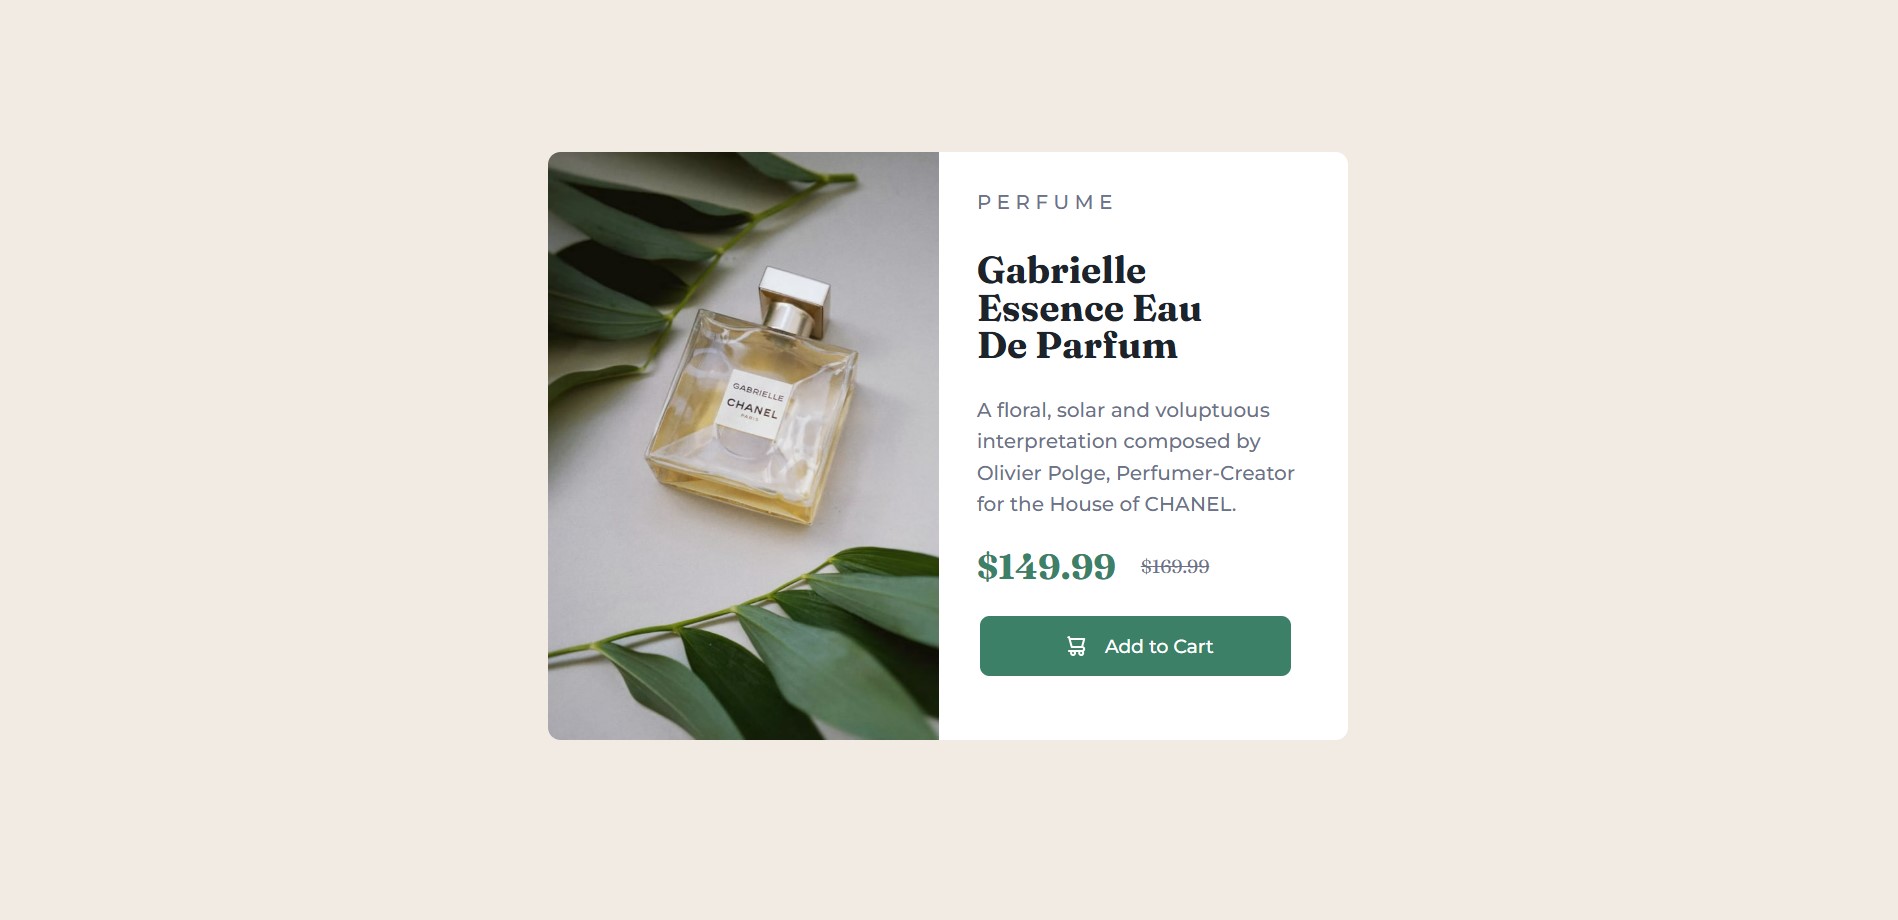 GABRIELLE
CHANEL
PARIS
PERFUME
Gabrielle
Essence Eau
De Parfum
A floral, solar and voluptuous
interpretation composed by
Olivier Polge, Perfumer-Creator
for the House of CHANEL.
$149.99 $169.99
Add to Cart